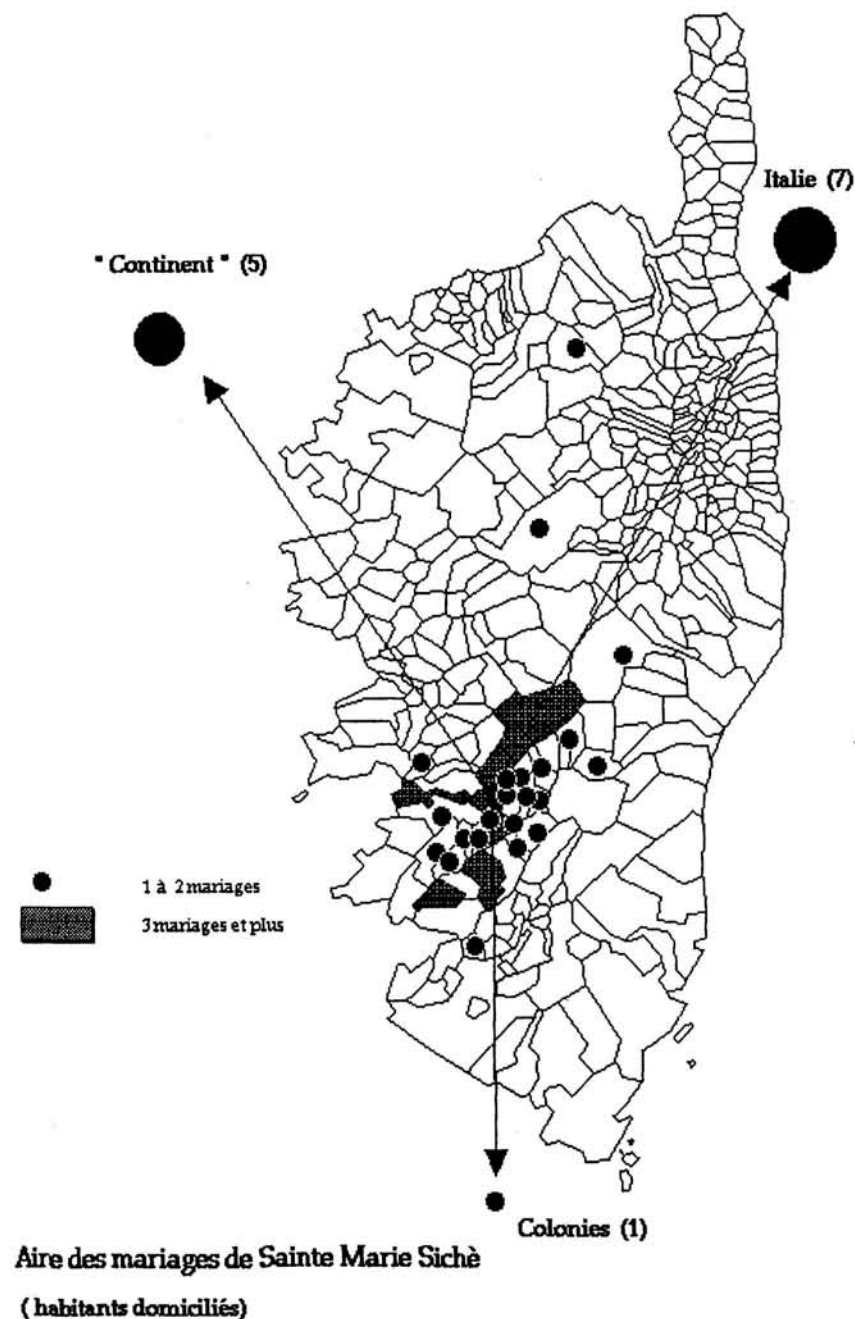 Italie (7)
" Continent " (5)
1 à 2 mariages
3 mariages et plus
Colonies (1)
Aire des mariages de Sainte Marie Sichè
( habitants domiciliés)